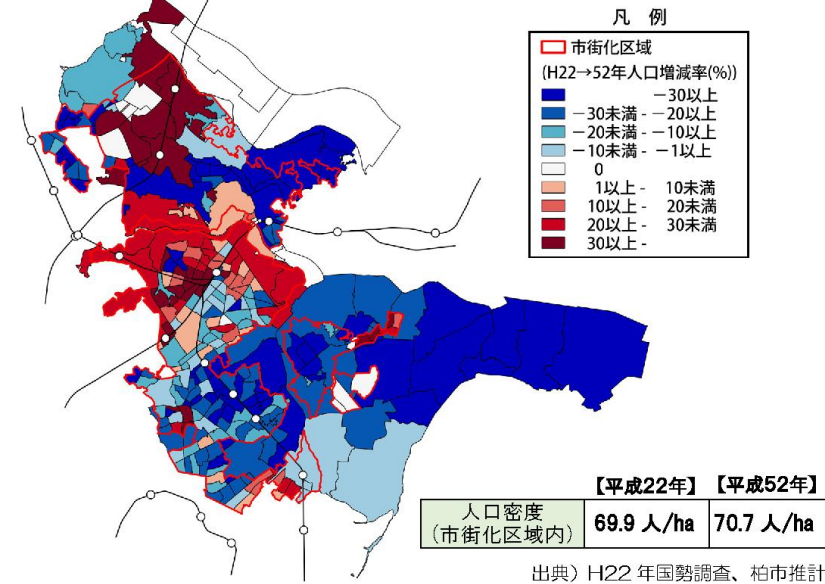 凡 例
市街化区域
(H22→52年人口増減率(%))
－30以上
－30未満 - －20以上
－20未満 - －10以上
－10未満 - －1以上
0
1以上 - 10未満
10以上 - 20未満
20以上 - 30未満
30以上 -
【平成22年】 【平成52年】
人口密度
(市街化区域内) 69.9 人/ha 70.7 人/ha
出典）H22 年国勢調査、柏市推計